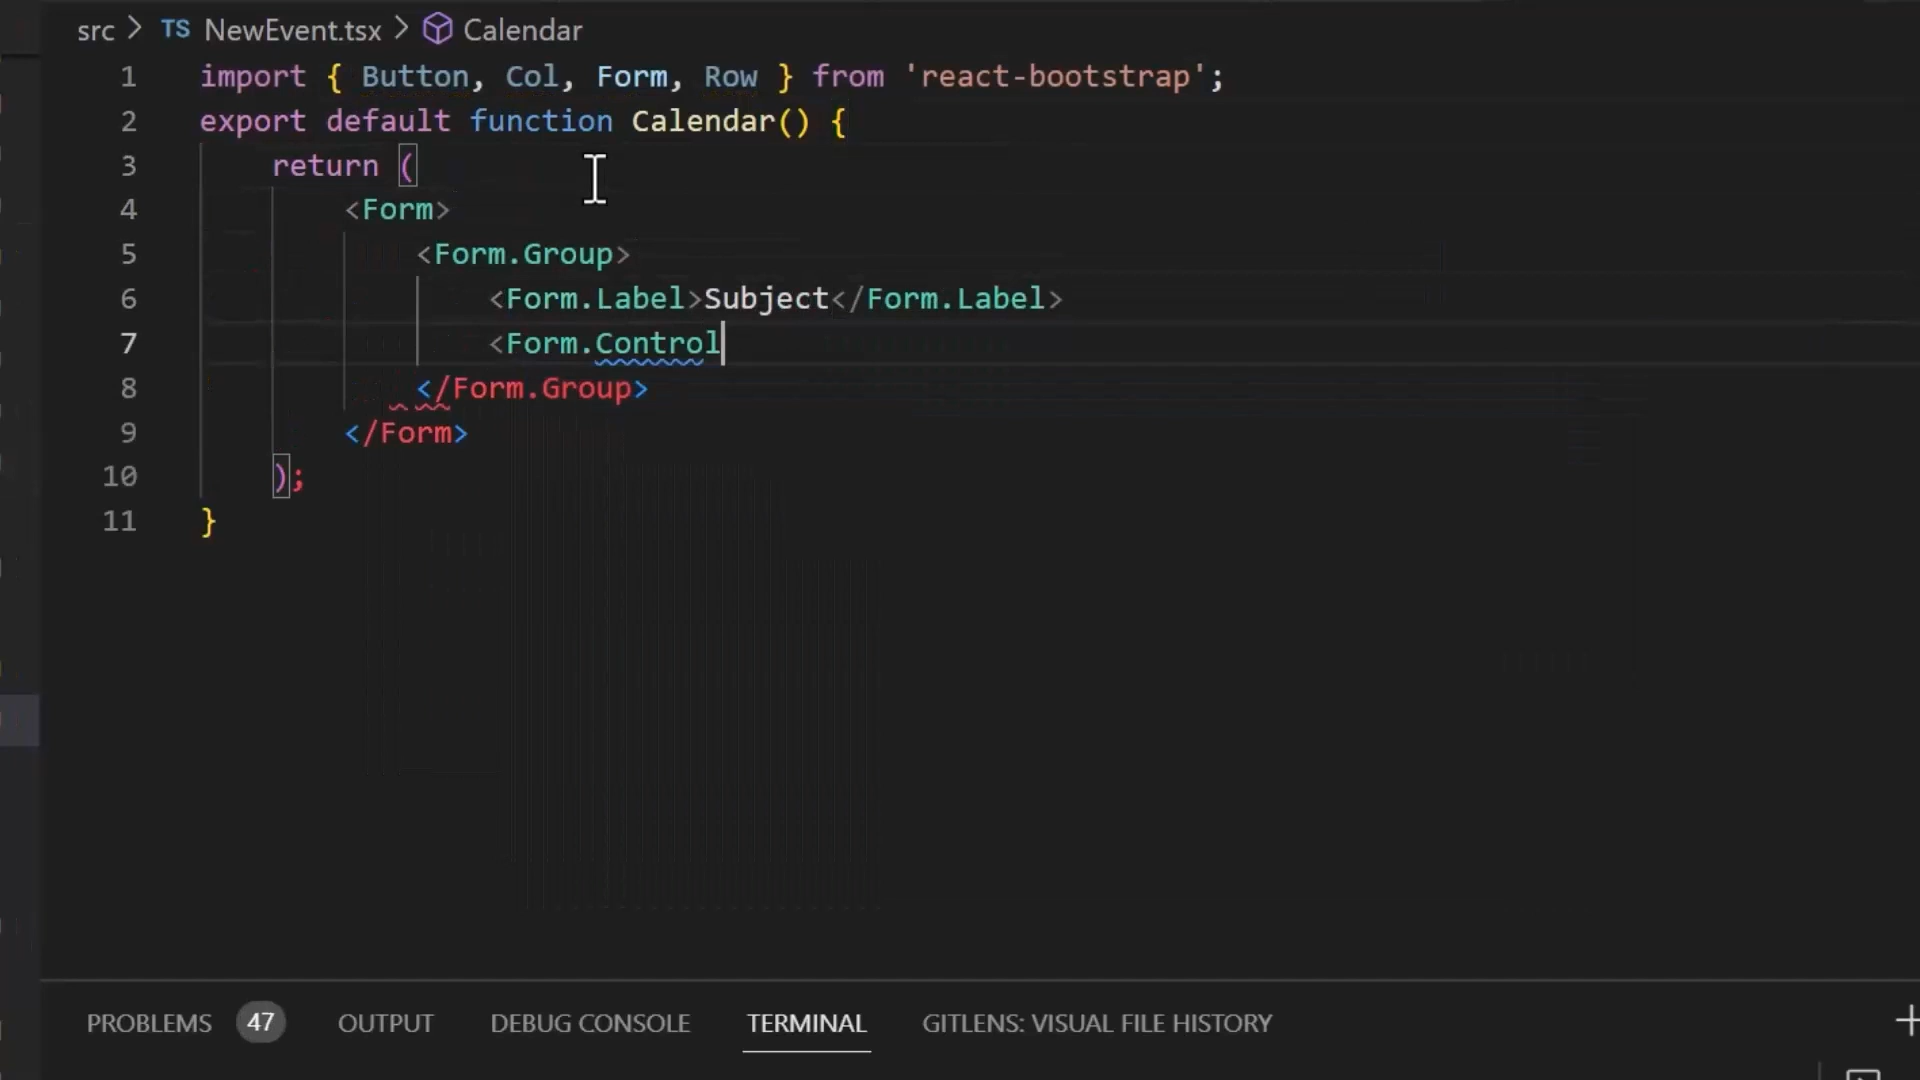 src > TS NewEvent.tsx > Calendar
1 import { Button, Col, Form, Row } from 'react-bootstrap';
2 export default function Calendar() {
3 return (
4 <Form>
5 <Form.Group>
6 <Form.Label>Subject</Form.Label>
7 <Form.Control
8 </Form.Group>
9 </Form>
10 );
11 }
PROBLEMS 47 OUTPUT DEBUG CONSOLE TERMINAL GITLENS: VISUAL FILE HISTORY